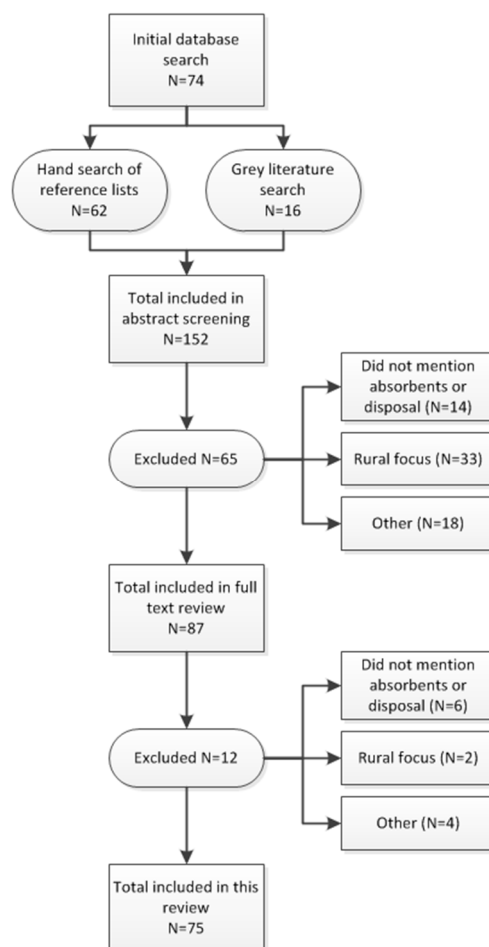 Initial database
search
N=74
Hand search of
reference lists
N=62
Grey literature
search
N=16
Total included in
abstract screening
N=152
Excluded N=65
Did not mention
absorbents or
disposal (N=14)
Rural focus (N=33)
Other (N=18)
Total included in full
text review
N=87
Excluded N=12
Did not mention
absorbents or
disposal (N=6)
Rural focus (N=2)
Other (N=4)
Total included in this
review
N=75